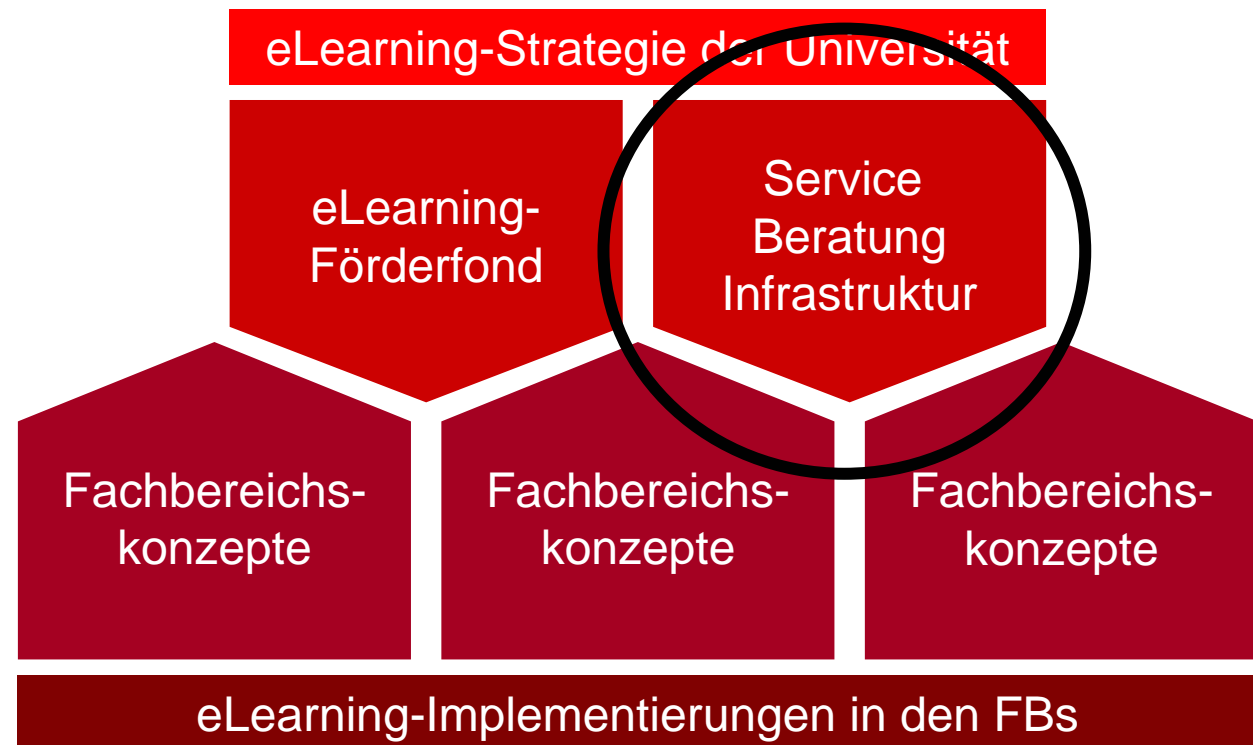 eLearning-Strategie der Universität
eLearning-
Förderfond
Service
Beratung
Infrastruktur
Fachbereichs-
konzepte
Fachbereichs-
konzepte
Fachbereichs-
konzepte
eLearning-Implementierungen in den FBs